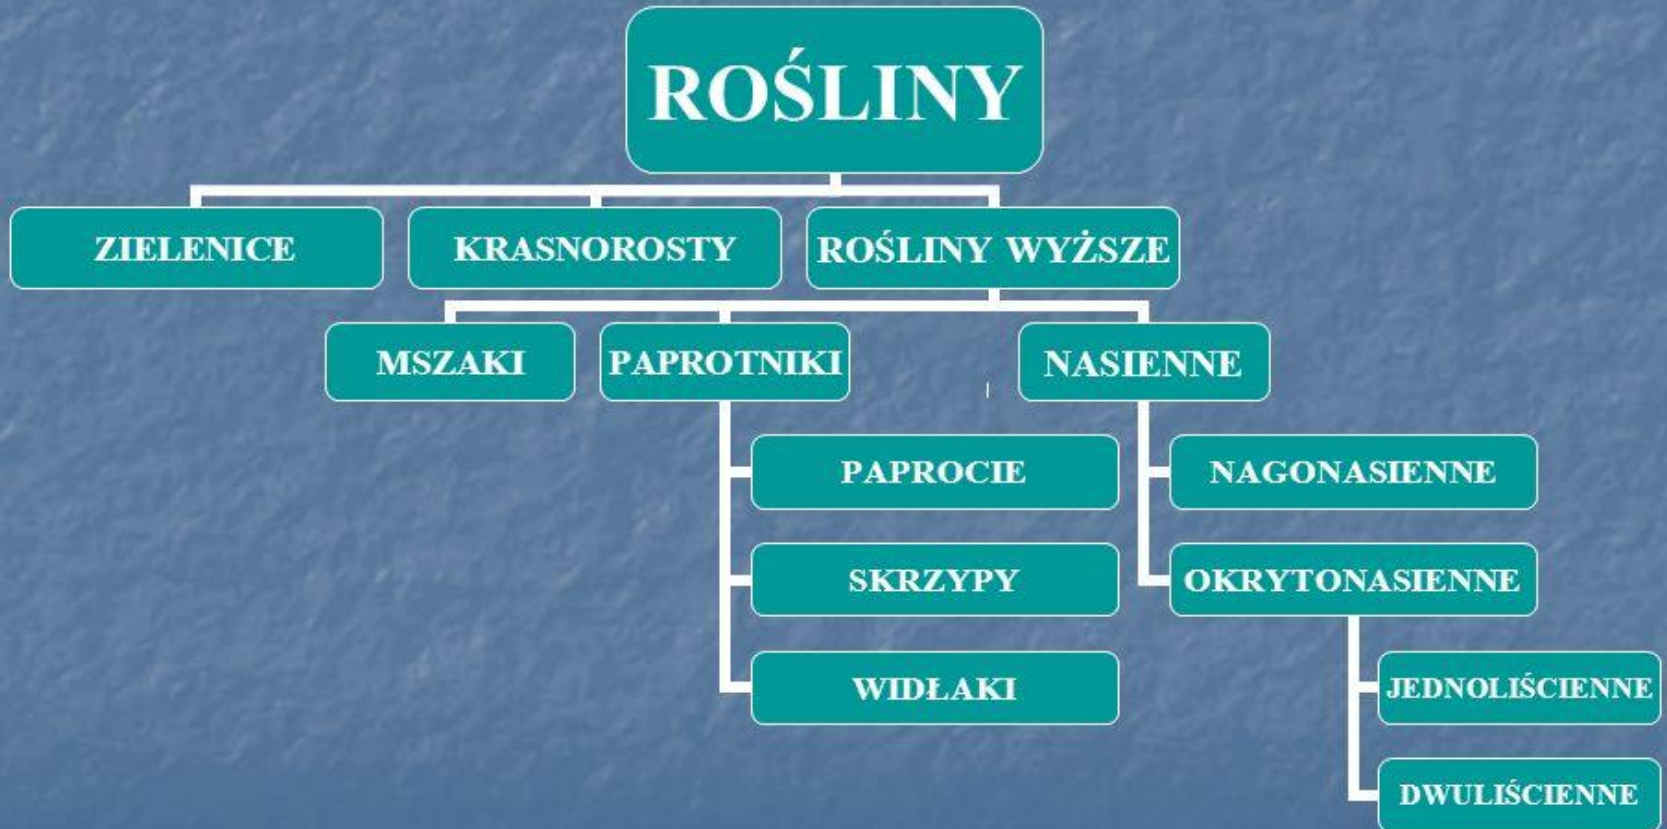 ROŚLINY
ZIELENICE
KRASNOROSTY
ROŚLINY WYŻSZE
MSZAKI
PAPROTNIKI
NASIENNE
PAPROCIE
NAGONASIENNE
SKRZYPY
OKRYTONASIENNE
WIDŁAKI
JEDNOLIŚCIENNE
DWULIŚCIENNE